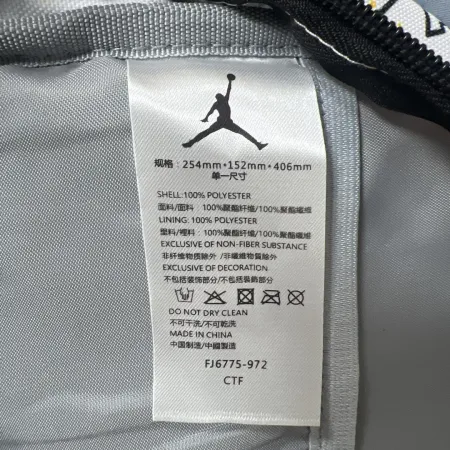 规格：254mm*152mm*406mm
单一尺寸
SHELL:100% POLYESTER
面料/面料： 100%聚酯纤维/100%聚酯纖維
LINING: 100% POLYESTER
里料/裡料： 100%聚酯纤维/100%聚酯纖維
EXCLUSIVE OF NON-FIBER SUBSTANCE
非纤维物质除外 /非纖維物質除外
EXCLUSIVE OF DECORATION
不包括装饰部分/不包括裝飾部分
DO NOT DRY CLEAN
不可干洗/不可乾洗
MADE IN CHINA
中国制造/中國製造
FJ6775-972
CTF